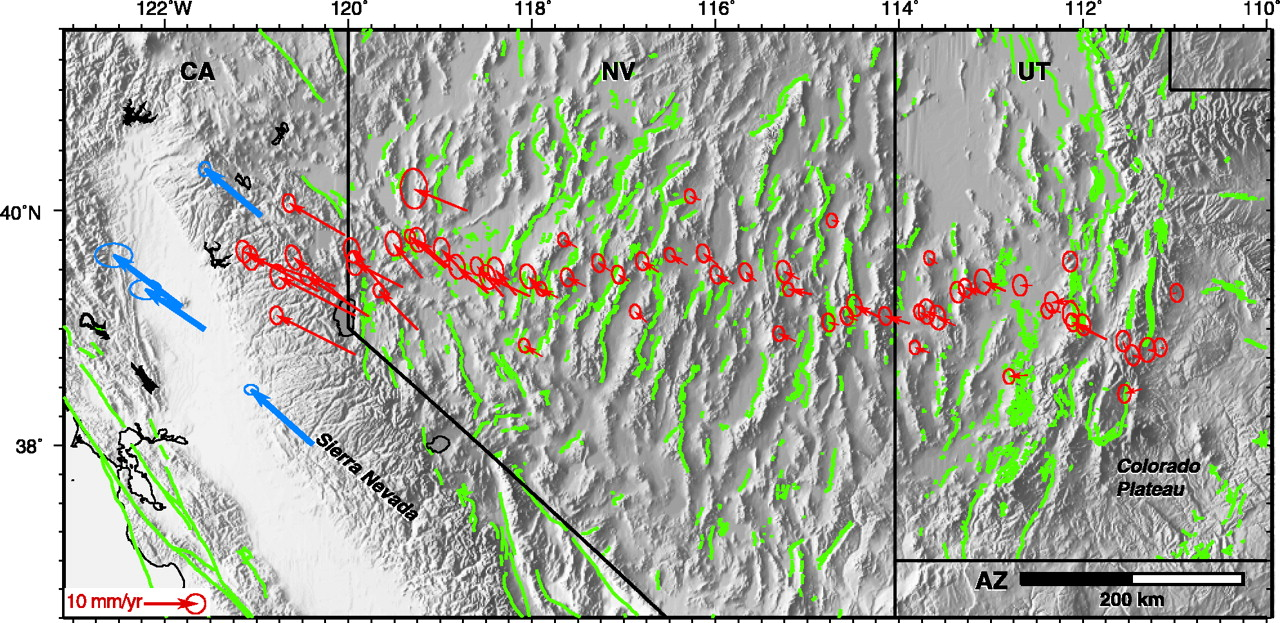 122°W 120° 118° 116° 114° 112° 110°
CA NV UT
40°N
38°
Sierra Nevada
Colorado
Plateau
AZ
200 km
10 mm/yr